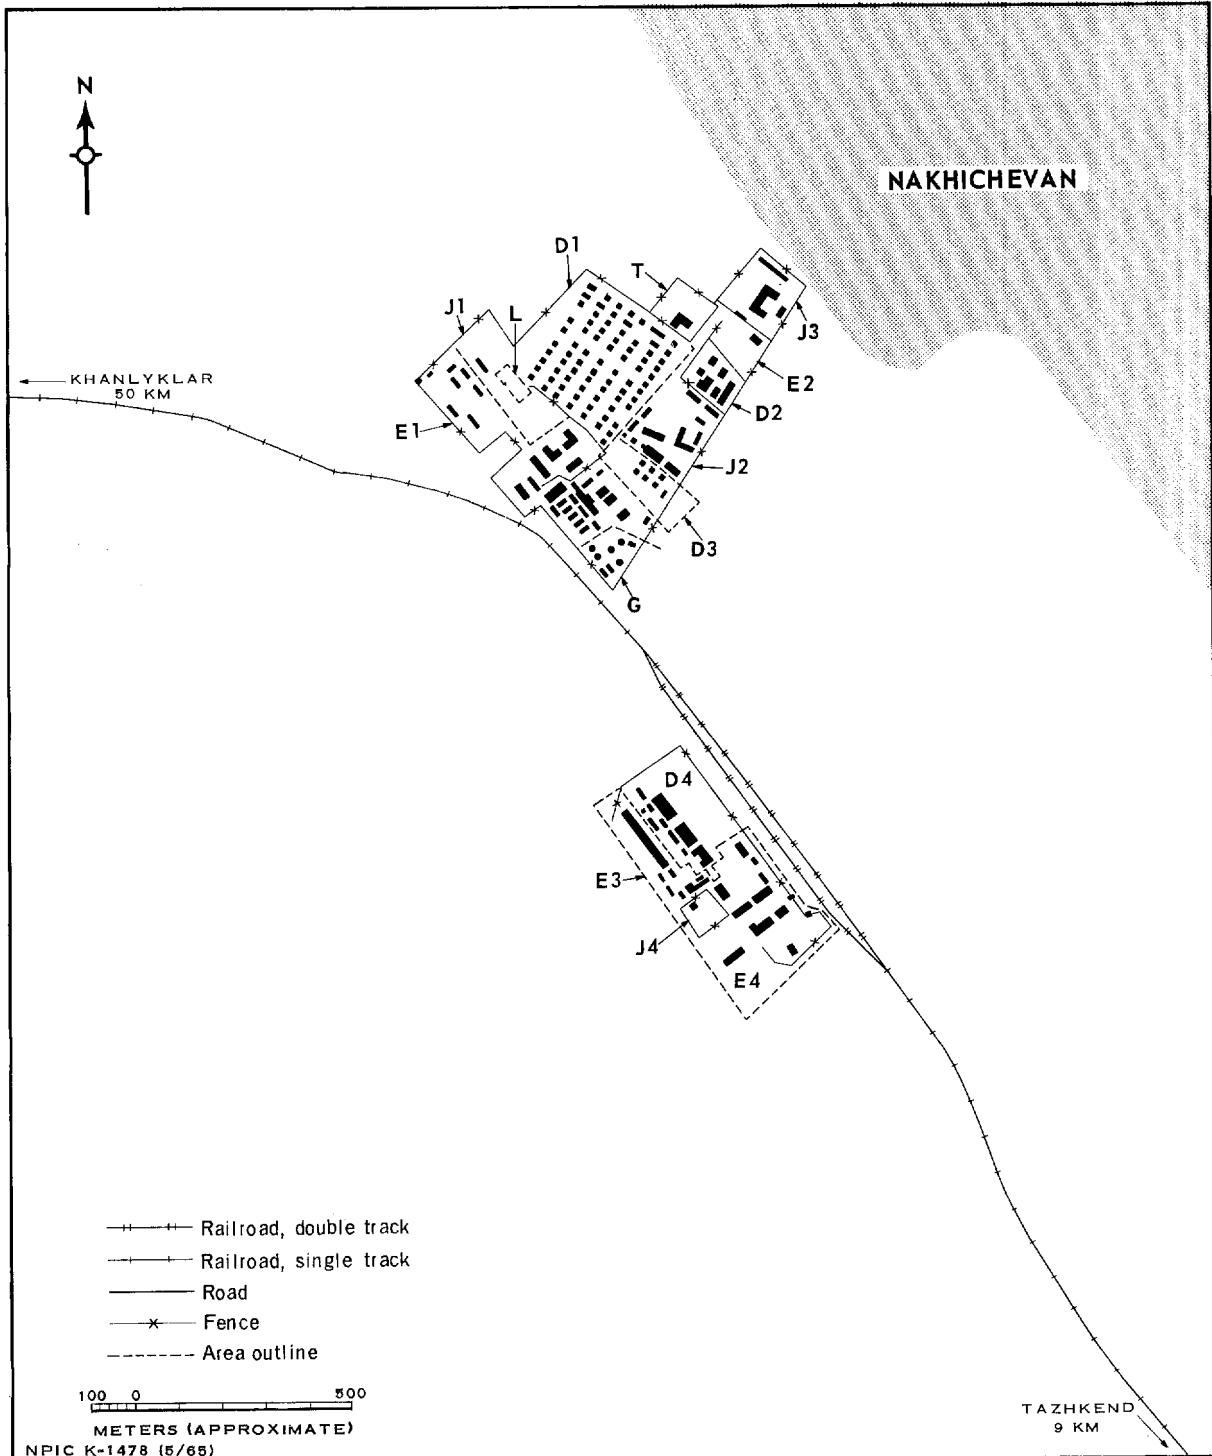 N
NAKHICHEVAN
D1
T
J1
L
J3
KHANLYKLAR
50 KM
E2
D2
E1
J2
D3
G
D4
E3
J4
E4
Railroad, double track
Railroad, single track
Road
Fence
Area outline
100 0 500
METERS (APPROXIMATE)
NPIC K-1478 (5/65)
TAZHKEND
9 KM